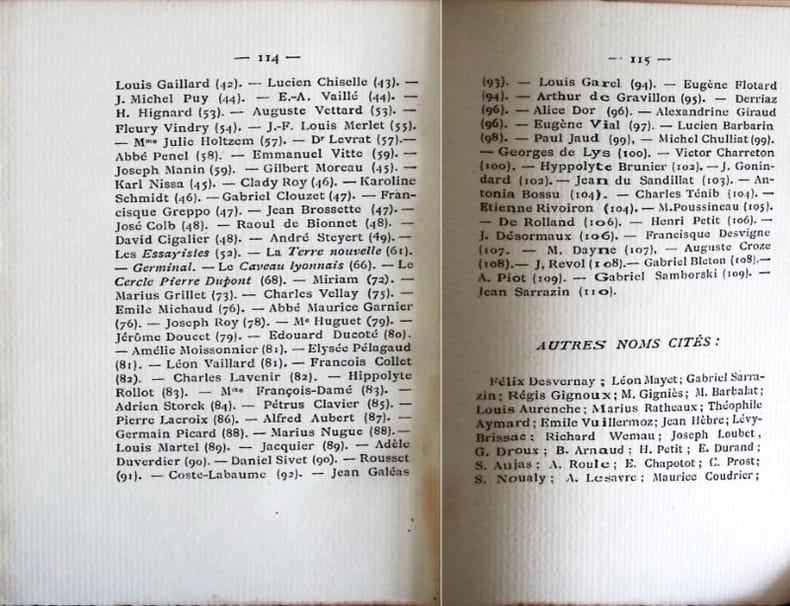 — 114 —
Louis Gaillard (42). — Lucien Chiselle (43). —
J. Michel Puy (44). — E.-A. Vaillé (44). —
H. Hignard (53). — Auguste Vettard (53). —
Fleury Vindry (54). — J.-F. Louis Merlet (55).
— Mme Julie Holtzem (57). — Dr Levrat (57).—
Abbé Penel (58). — Emmanuel Vitte (59). —
Joseph Manin (59). — Gilbert Moreau (45). —
Karl Nissa (45). — Clady Roy (46). — Karoline
Schmidt (46). — Gabriel Clouzet (47). — Fran-
cisque Greppo (47). — Jean Brossette (47). —
José Colb (48). — Raoul de Bionnet (48). —
David Cigalier (48). — André Steyert (49). —
Les Essayistes (52). — La Terre nouvelle (61).
— Germinal. — Le Caveau lyonnais (66). — Le
Cercle Pierre Dupont (68). — Miriam (72). —
Marius Grillet (73). — Charles Vellay (75). —
Emile Michaud (76). — Abbé Maurice Garnier
(76). — Joseph Roy (78). — Me Huguet (79). —
Jérôme Doucet (79). — Edouard Ducoté (80).
— Amélie Moissonnier (81). — Elysée Pélagaud
(81). — Léon Vaillard (81). — Francois Collet
(82). — Charles Lavenir (82). — Hippolyte
Rollot (83). — Mme François-Damé (83). —
Adrien Storck (84). — Pétrus Clavier (85). —
Pierre Lacroix (86). — Alfred Aubert (87). —
Germain Picard (88). — Marius Nugue (88).—
Louis Martel (89). — Jacquier (89). — Adèle
Duverdier (90). — Daniel Sivet (90). — Rousset
(91). — Coste-Labaume (92). — Jean Galéas
— 115 —
(93). — Louis Garel (94). — Eugène Flotard
(94). — Arthur de Gravillon (95). — Derriaz
(96). — Alice Dor (96). — Alexandrine Giraud
(96). — Eugène Vial (97). — Lucien Barbarin
(98). — Paul Jaud (99), — Michel Chulliat (99).
— Georges de Lys (100). — Victor Charreton
(100). — Hyppolyte Brunier (102). — J. Gonin-
dard (102). — Jean du Sandillat (103). — An-
tonia Bossu (104). — Charles Ténib (104). —
Etienne Rivoiron (104). — M. Poussineau (105).
— De Rolland (106). — Henri Petit (106). —
J. Désormaux (106). — Francisque Desvigne
(107. — M. Dayne (107), — Auguste Croze
(108).— J, Revol (108).— Gabriel Bleton (108).—
A. Piot (109). — Gabriel Samborski (109). —
Jean Sarrazin (110).
AUTRES NOMS CITÉS :
Félix Desvernay ; Léon Mayet; Gabriel Sarra-
zin; Régis Gignoux; M. Gigniès; M. Barbalat;
Louis Aurenche; Marius Ratheaux; Théophile
Aymard; Emile Vuillermoz; Jean Hèbre; Lévy-
Brissac; Richard Wemau; Joseph Loubet,
G. Droux; B. Arnaud; H. Petit; E. Durand;
S. Aujas; A. Roule; E. Chapotot; C. Prost;
S. Noualy; A. Lesavre; Maurice Coudrier;